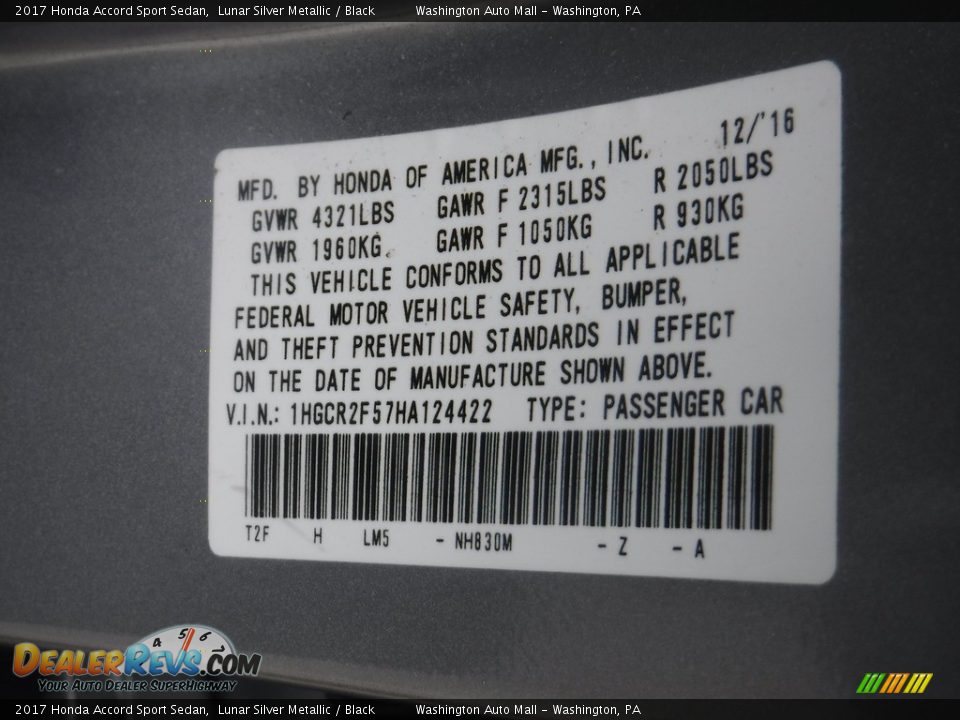 2017 Honda Accord Sport Sedan, Lunar Silver Metallic / Black Washington Auto Mall - Washington, PA
12/'16
MFD. BY HONDA OF AMERICA MFG., INC.
GVWR 4321LBS GAWR F 2315LBS R 2050LBS
GVWR 1960KG GAWR F 1050KG R 930KG
THIS VEHICLE CONFORMS TO ALL APPLICABLE
FEDERAL MOTOR VEHICLE SAFETY, BUMPER,
AND THEFT PREVENTION STANDARDS IN EFFECT
ON THE DATE OF MANUFACTURE SHOWN ABOVE.
V.I.N.: 1HGCR2F57HA124422 TYPE: PASSENGER CAR
T2F H LM5 - NH830M - Z - A
4 5 6 7
DEALERREVS.COM
YOUR AUTO DEALER SUPERHIGHWAY
2017 Honda Accord Sport Sedan, Lunar Silver Metallic / Black Washington Auto Mall - Washington, PA